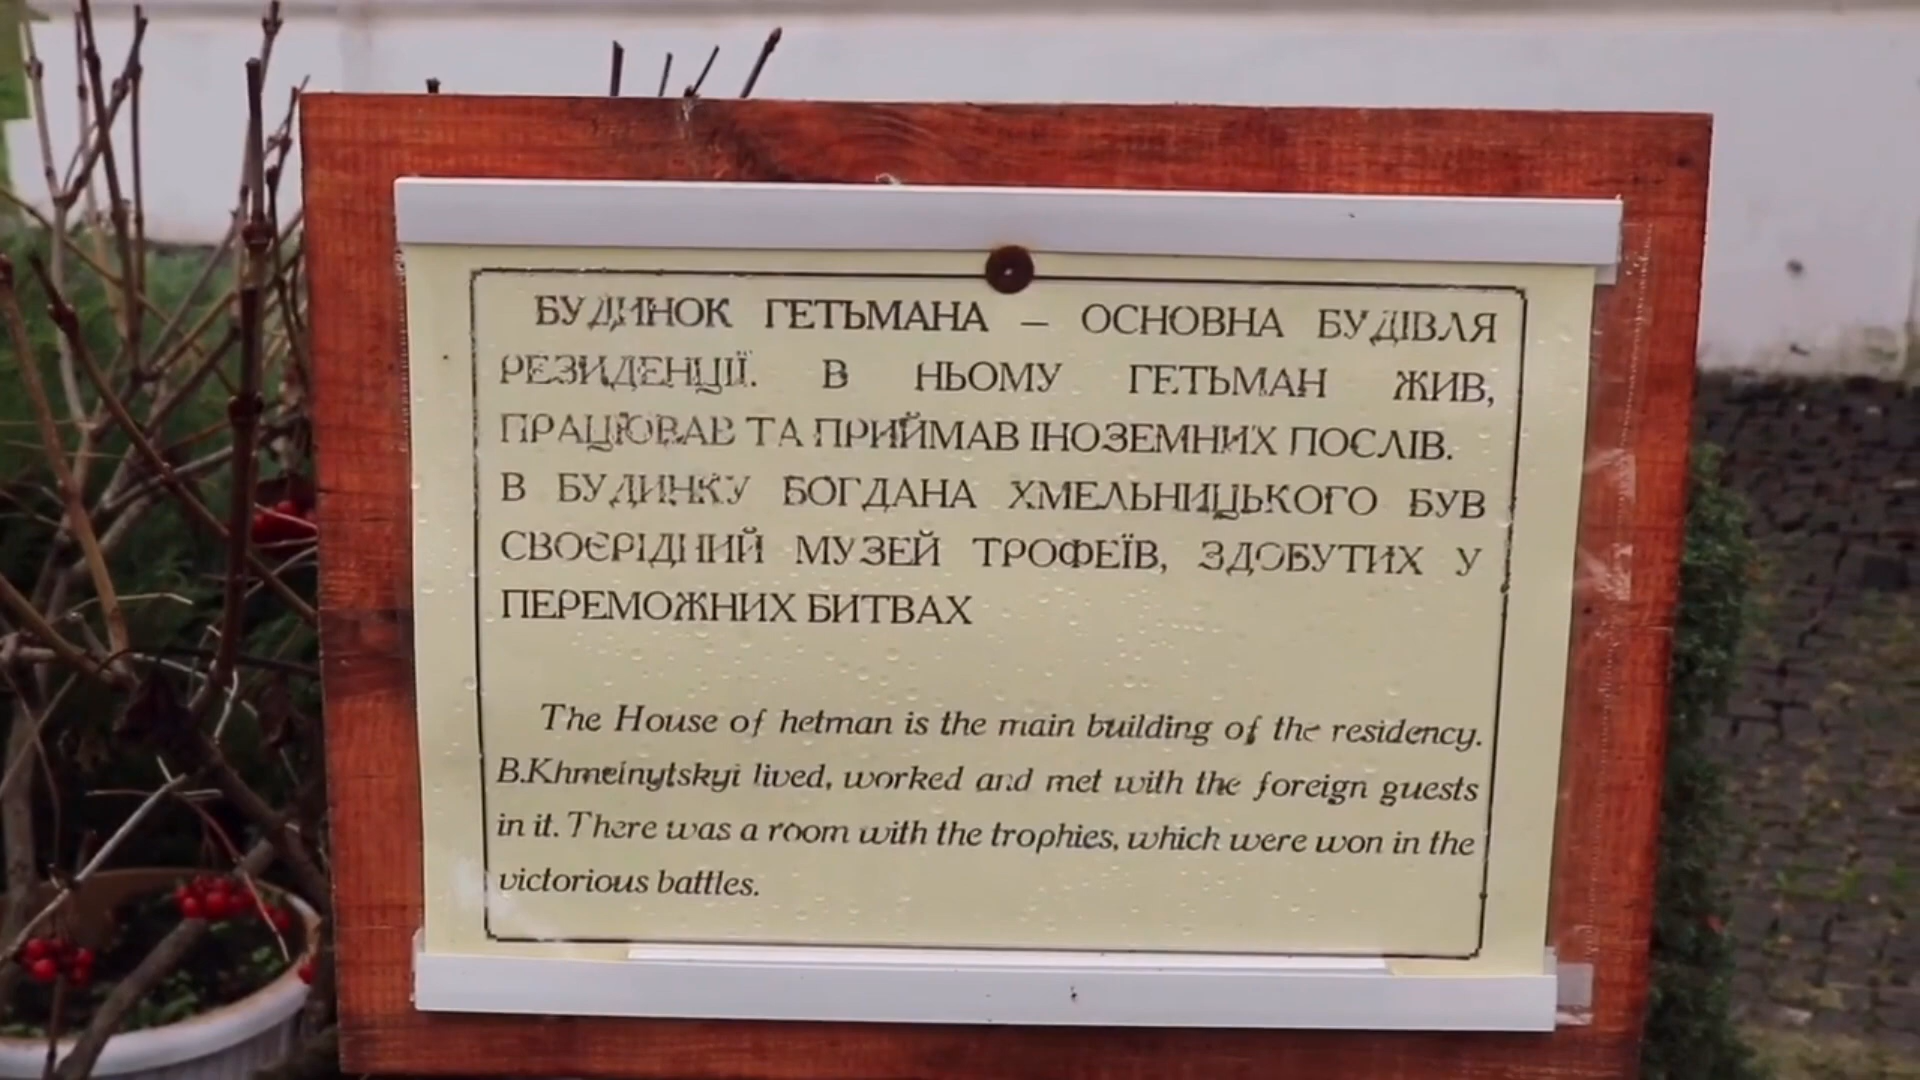 БУДИНОК ГЕТЬМАНА – ОСНОВНА БУДІВЛЯ
РЕЗИДЕНЦІЇ. В НЬОМУ ГЕТЬМАН ЖИВ,
ПРАЦЮВАВ ТА ПРИЙМАВ ІНОЗЕМНИХ ПОСЛІВ.
В БУДИНКУ БОГДАНА ХМЕЛЬНИЦЬКОГО БУВ
СВОЄРІДНИЙ МУЗЕЙ ТРОФЕЇВ, ЗДОБУТИХ У
ПЕРЕМОЖНИХ БИТВАХ
The House of hetman is the main building of the residency.
B.Khmelnytskyi lived, worked and met with the foreign guests
in it. There was a room with the trophies, which were won in the
victorious battles.